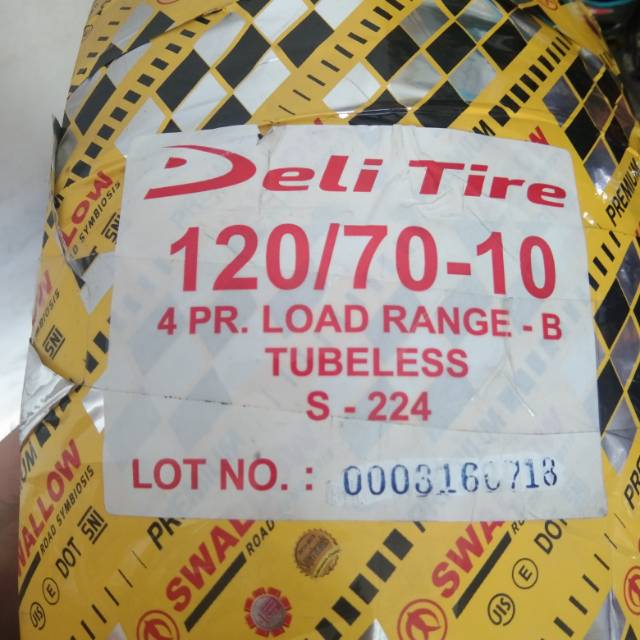 Deli Tire
120/70-10
4 PR. LOAD RANGE - B
TUBELESS
S - 224
LOT NO. : 0003160718
SWALLOW
ROAD SYMBIOSIS
JIS E DOT SNI
PREMIUM